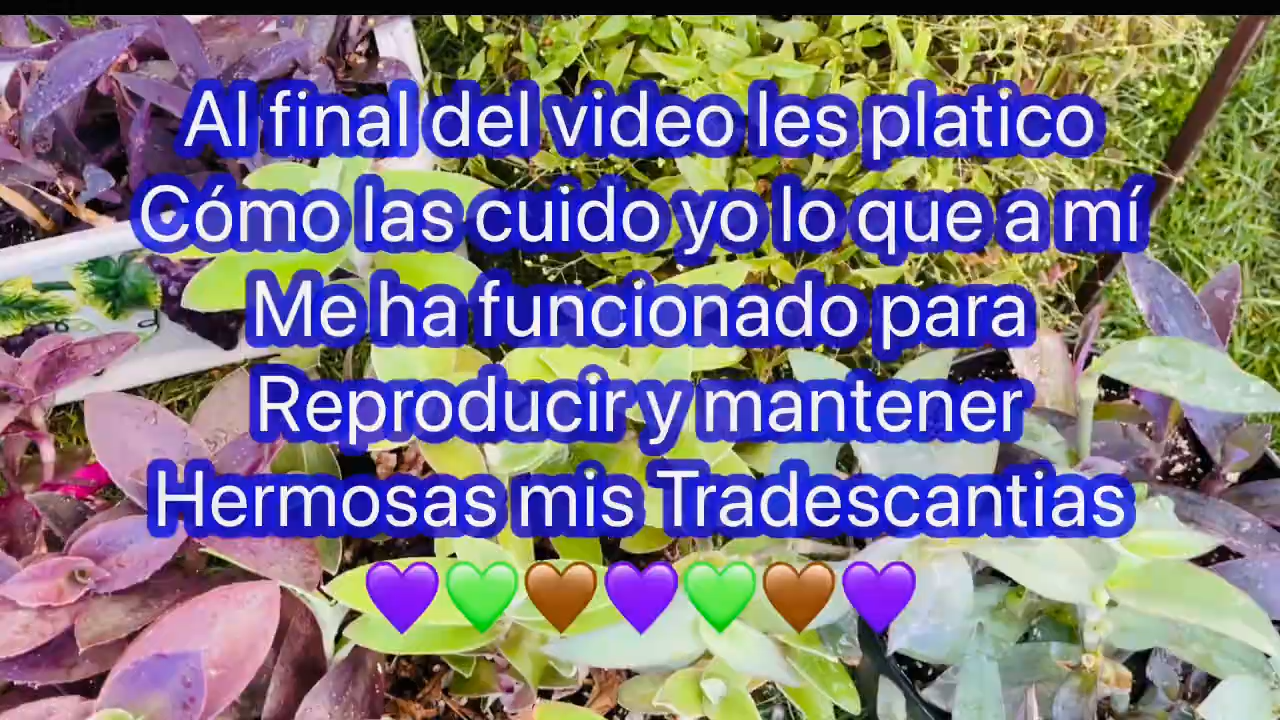 Al final del video les platico
Cómo las cuido yo lo que a mí
Me ha funcionado para
Reproducir y mantener
Hermosas mis Tradescantias
💜💚🤎💜💚🤎💜